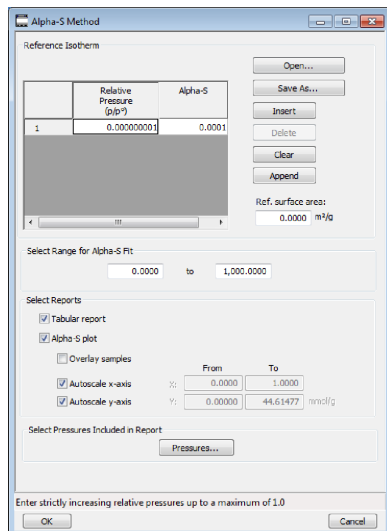 Alpha-S Method
Reference Isotherm
Open...
Relative Pressure (p/p°)
Alpha-S
Save As...
1 0.000000001 0.0001
Insert
Delete
Clear
Append
Ref. surface area:
0.0000 m²/g
Select Range for Alpha-S Fit
0.0000 to 1,000.0000
Select Reports
Tabular report
Alpha-S plot
Overlay samples
From To
Autoscale x-axis X: 0.0000 1.0000
Autoscale y-axis Y: 0.00000 44.61477 mmol/g
Select Pressures Included in Report
Pressures...
Enter strictly increasing relative pressures up to a maximum of 1.0
OK Cancel